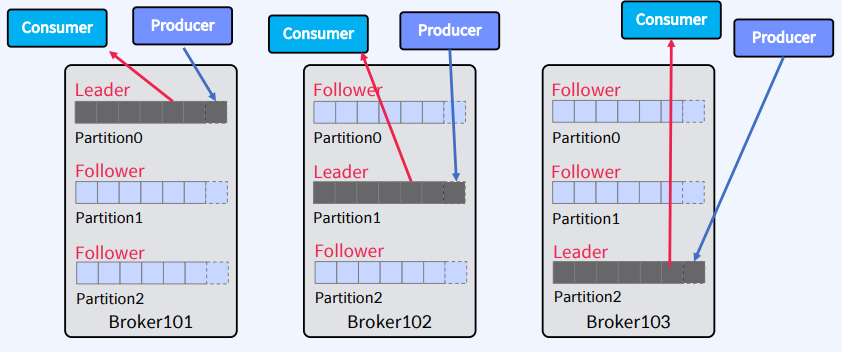 Consumer
Producer
Leader
Partition0
Follower
Partition1
Follower
Partition2
Broker101
Consumer
Producer
Follower
Partition0
Leader
Partition1
Follower
Partition2
Broker102
Consumer
Producer
Follower
Partition0
Follower
Partition1
Leader
Partition2
Broker103